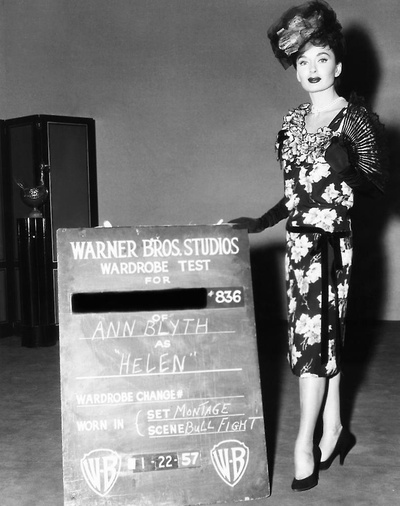 WARNER BROS. STUDIOS
WARDROBE TEST
FOR
#836
OF
ANN BLYTH
AS
"HELEN"
WARDROBE CHANGE#
WORN IN ( SET MONTAGE
SCENE BULL FIGHT )
WB 1-22-57 WB